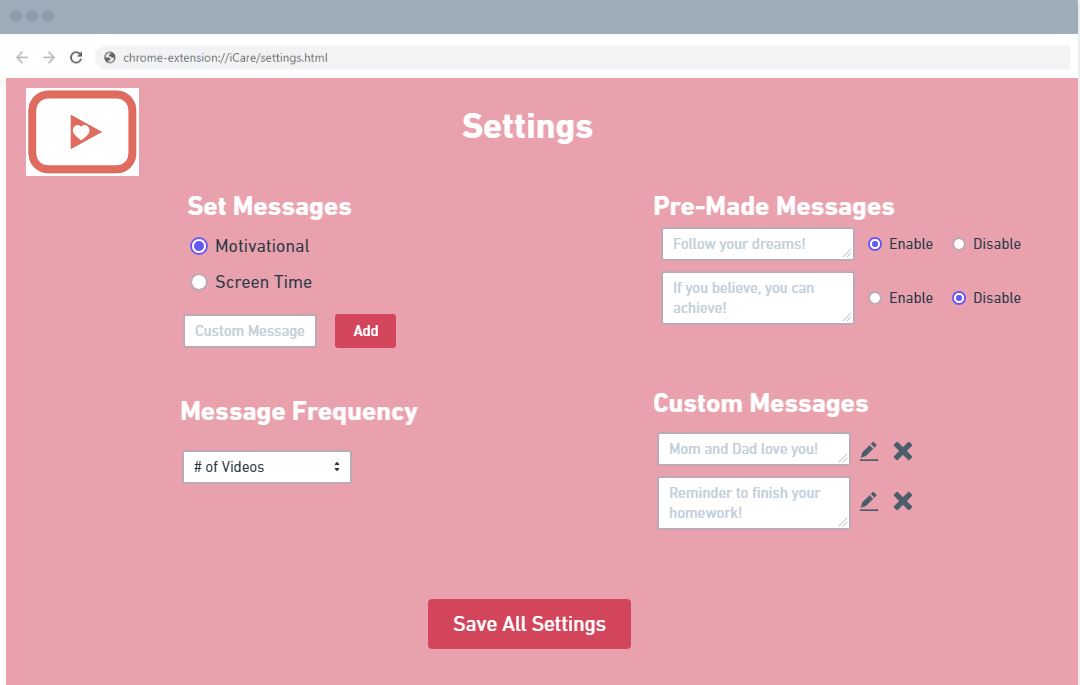 chrome-extension://iCare/settings.html
Settings
Set Messages
Motivational
Screen Time
Custom Message
Add
Message Frequency
# of Videos
Pre-Made Messages
Follow your dreams!
Enable
Disable
If you believe, you can
achieve!
Enable
Disable
Custom Messages
Mom and Dad love you!
Reminder to finish your
homework!
Save All Settings